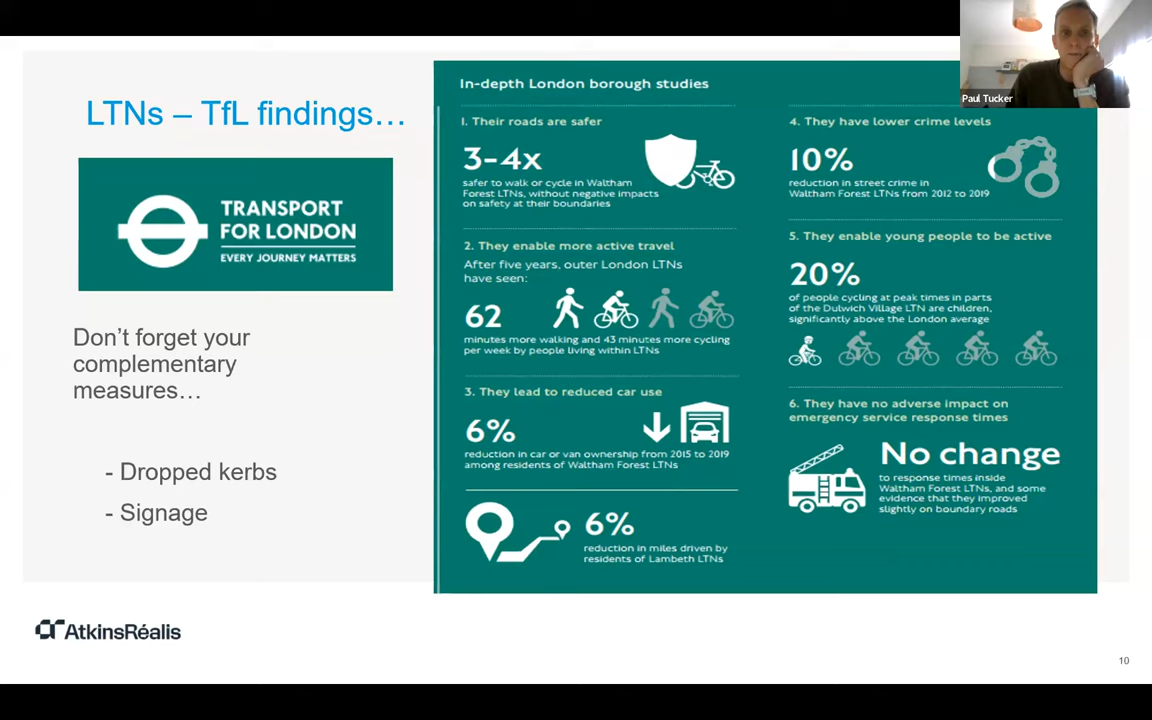 Paul Tucker
LTNs – TfL findings…
TRANSPORT
FOR LONDON
EVERY JOURNEY MATTERS
Don’t forget your
complementary
measures…
- Dropped kerbs
- Signage
In-depth London borough studies
1. Their roads are safer
3-4x
safer to walk or cycle in Waltham
Forest LTNs, without negative impacts
on safety at their boundaries
2. They enable more active travel
After five years, outer London LTNs
have seen:
62
minutes more walking and 43 minutes more cycling
per week by people living within LTNs
3. They lead to reduced car use
6%
reduction in car or van ownership from 2015 to 2019
among residents of Waltham Forest LTNs
6%
reduction in miles driven by
residents of Lambeth LTNs
4. They have lower crime levels
10%
reduction in street crime in
Waltham Forest LTNs from 2012 to 2019
5. They enable young people to be active
20%
of people cycling at peak times in parts
of the Dulwich Village LTN are children,
significantly above the London average
6. They have no adverse impact on
emergency service response times
No change
to response times inside
Waltham Forest LTNs, and some
evidence that they improved
slightly on boundary roads
AtkinsRéalis
10